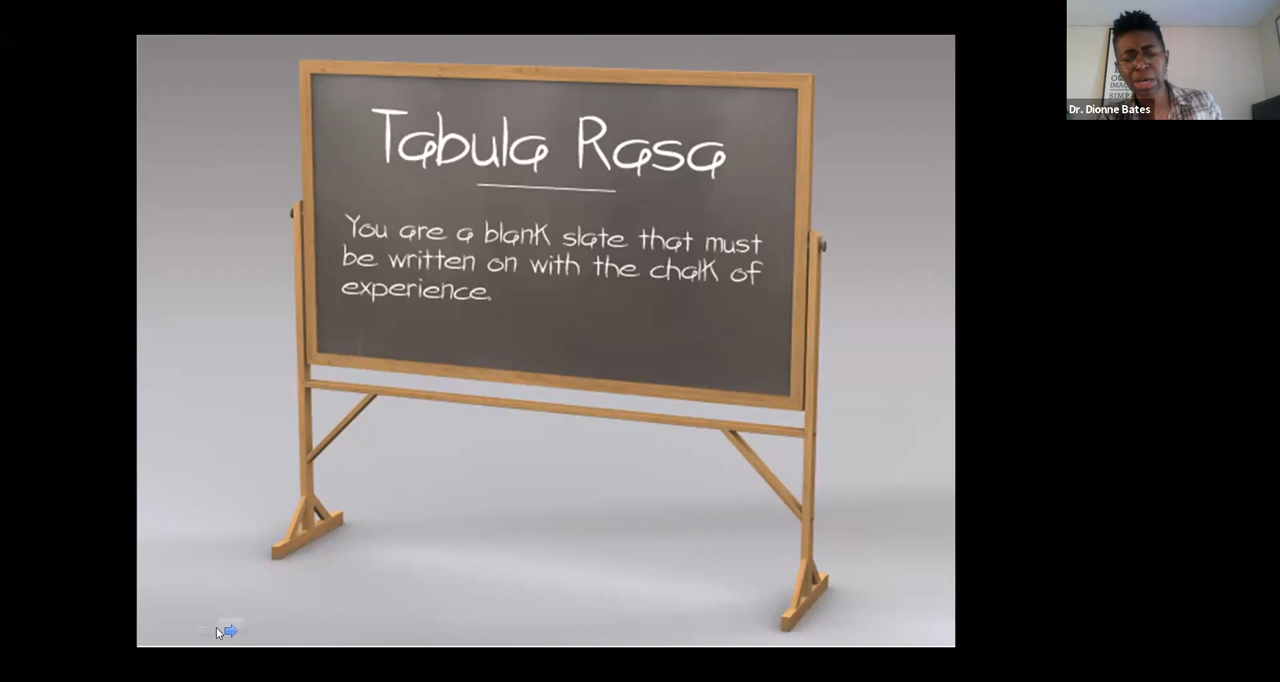 Tabula Rasa
You are a blank slate that must
be written on with the chalk of
experience.
Dr. Dionne Bates